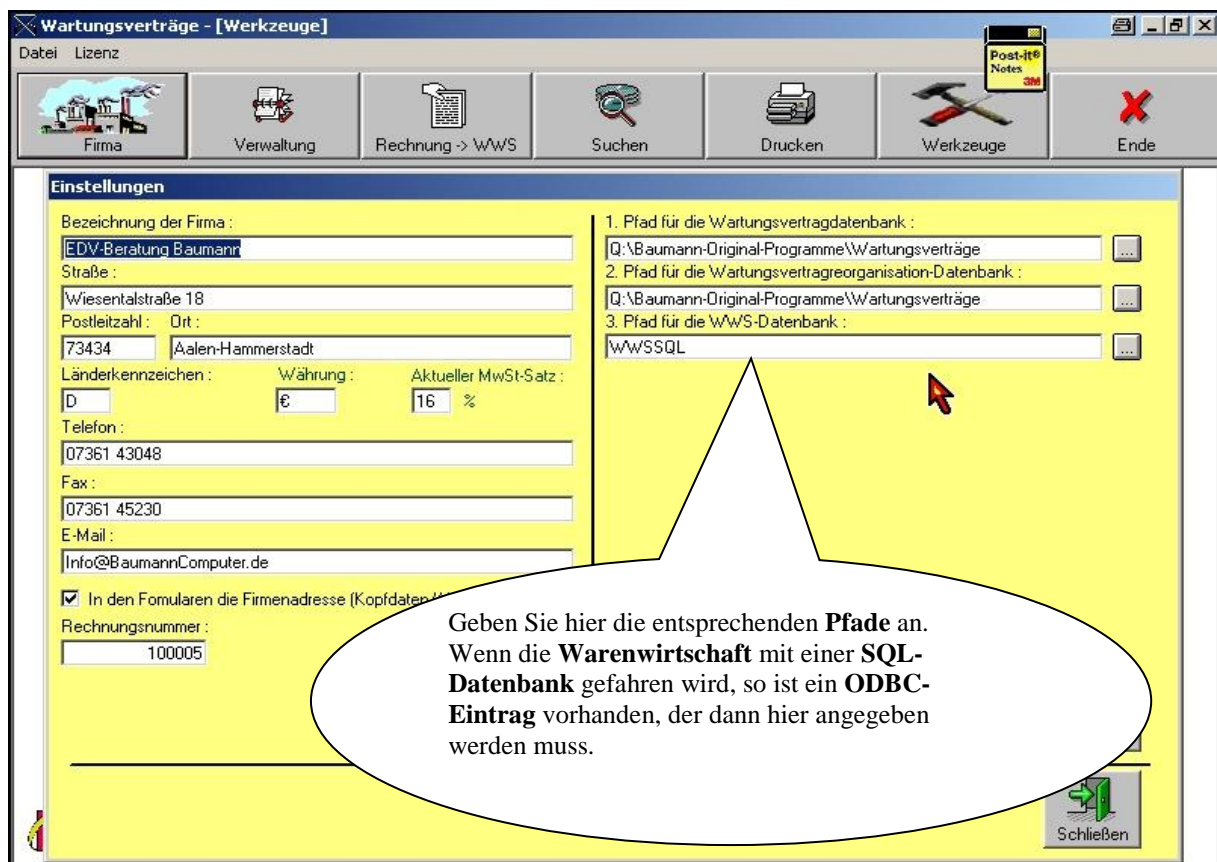 Wartungsverträge - [Werkzeuge]
Datei Lizenz
Post-it®
Notes
3M
Firma
Verwaltung
Rechnung -> WWS
Suchen
Drucken
Werkzeuge
Ende
Einstellungen
Bezeichnung der Firma :
EDV-Beratung Baumann
Straße :
Wiesentalstraße 18
Postleitzahl : Ort :
73434 Aalen-Hammerstadt
Länderkennzeichen : Währung : Aktueller MwSt-Satz :
D € 16 %
Telefon :
07361 43048
Fax :
07361 45230
E-Mail :
Info@BaumannComputer.de
In den Fomularen die Firmenadresse (Kopfdaten
Rechnungsnummer :
100005
1. Pfad für die Wartungsvertragdatenbank :
Q:\Baumann-Original-Programme\Wartungsverträge ...
2. Pfad für die Wartungsvertragreorganisation-Datenbank :
Q:\Baumann-Original-Programme\Wartungsverträge ...
3. Pfad für die WWS-Datenbank :
WWSSQL ...
Geben Sie hier die entsprechenden Pfade an.
Wenn die Warenwirtschaft mit einer SQL-
Datenbank gefahren wird, so ist ein ODBC-
Eintrag vorhanden, der dann hier angegeben
werden muss.
Schließen